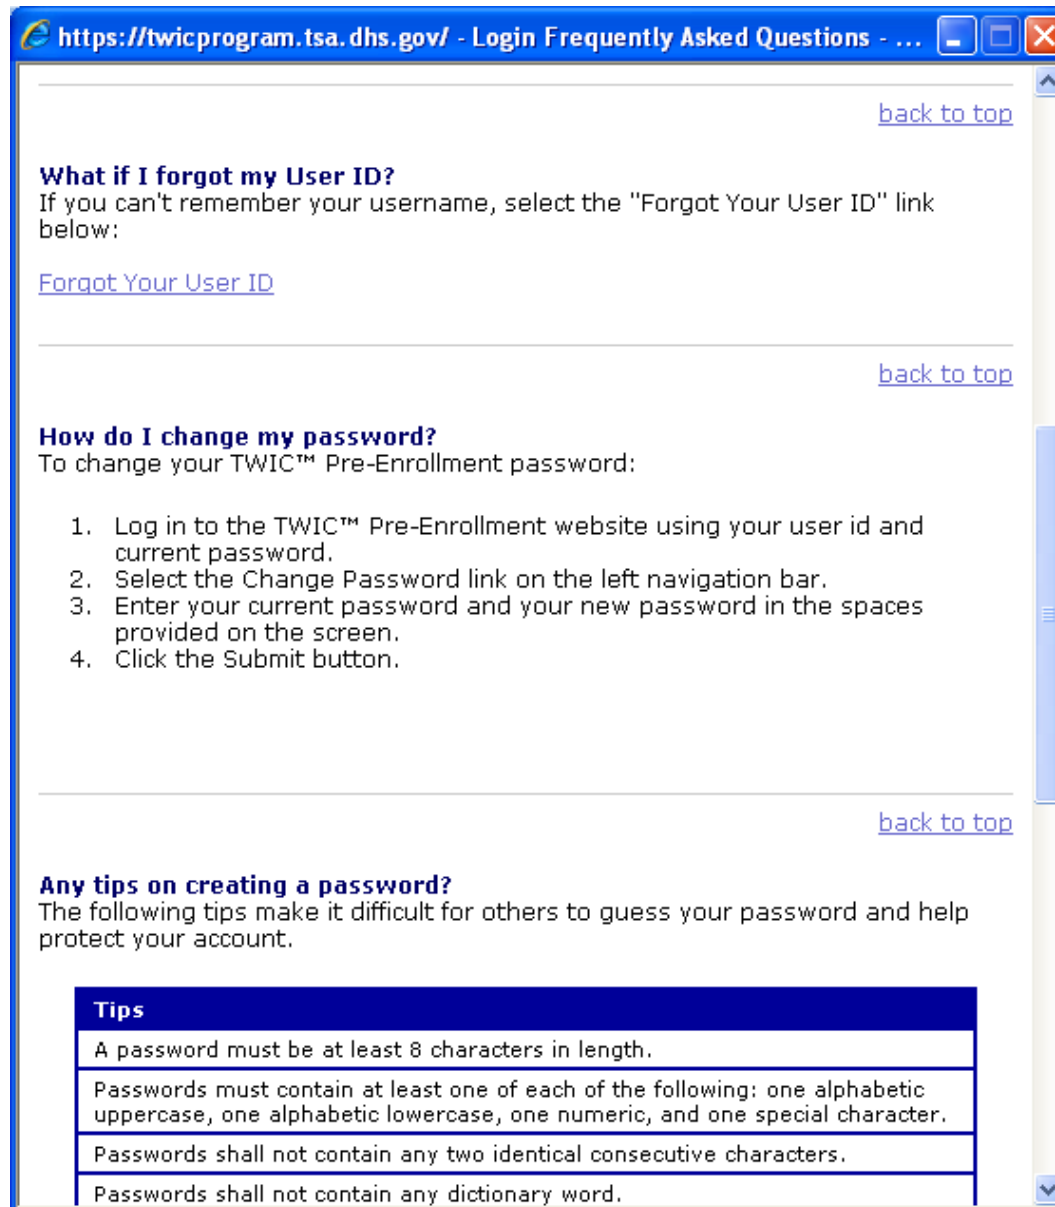 https://twicprogram.tsa.dhs.gov/ - Login Frequently Asked Questions - ...
back to top
What if I forgot my User ID?
If you can't remember your username, select the "Forgot Your User ID" link
below:
Forgot Your User ID
back to top
How do I change my password?
To change your TWIC™ Pre-Enrollment password:
1. Log in to the TWIC™ Pre-Enrollment website using your user id and
current password.
2. Select the Change Password link on the left navigation bar.
3. Enter your current password and your new password in the spaces
provided on the screen.
4. Click the Submit button.
back to top
Any tips on creating a password?
The following tips make it difficult for others to guess your password and help
protect your account.
Tips
A password must be at least 8 characters in length.
Passwords must contain at least one of each of the following: one alphabetic
uppercase, one alphabetic lowercase, one numeric, and one special character.
Passwords shall not contain any two identical consecutive characters.
Passwords shall not contain any dictionary word.